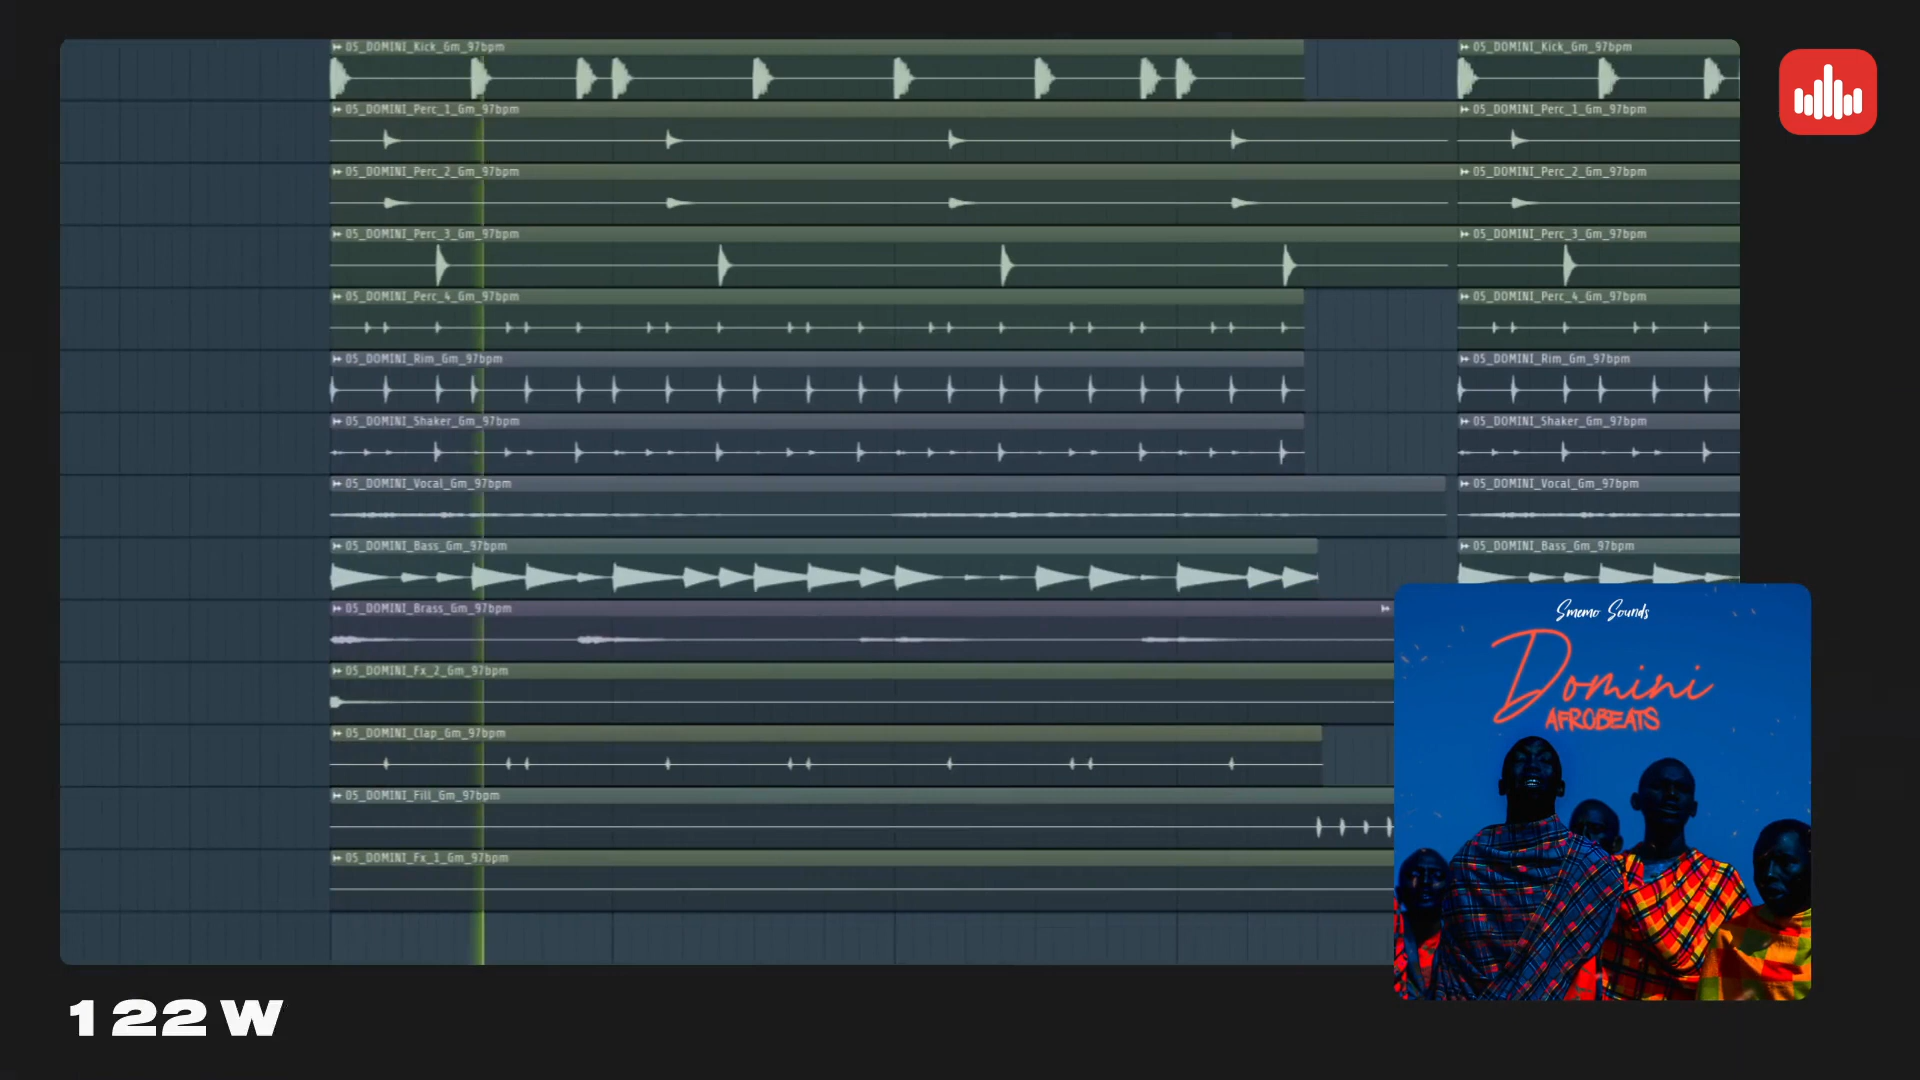 05_DOMINI_Kick_Gm_97bpm 05_DOMINI_Kick_Gm_97bpm
05_DOMINI_Perc_1_Gm_97bpm 05_DOMINI_Perc_1_Gm_97bpm
05_DOMINI_Perc_2_Gm_97bpm 05_DOMINI_Perc_2_Gm_97bpm
05_DOMINI_Perc_3_Gm_97bpm 05_DOMINI_Perc_3_Gm_97bpm
05_DOMINI_Perc_4_Gm_97bpm 05_DOMINI_Perc_4_Gm_97bpm
05_DOMINI_Rim_Gm_97bpm 05_DOMINI_Rim_Gm_97bpm
05_DOMINI_Shaker_Gm_97bpm 05_DOMINI_Shaker_Gm_97bpm
05_DOMINI_Vocal_Gm_97bpm 05_DOMINI_Vocal_Gm_97bpm
05_DOMINI_Bass_Gm_97bpm 05_DOMINI_Bass_Gm_97bpm
05_DOMINI_Brass_Gm_97bpm
05_DOMINI_Fx_2_Gm_97bpm
05_DOMINI_Clap_Gm_97bpm
05_DOMINI_Fill_Gm_97bpm
05_DOMINI_Fx_1_Gm_97bpm
Smemo Sounds
Domini
AFROBEATS
122W